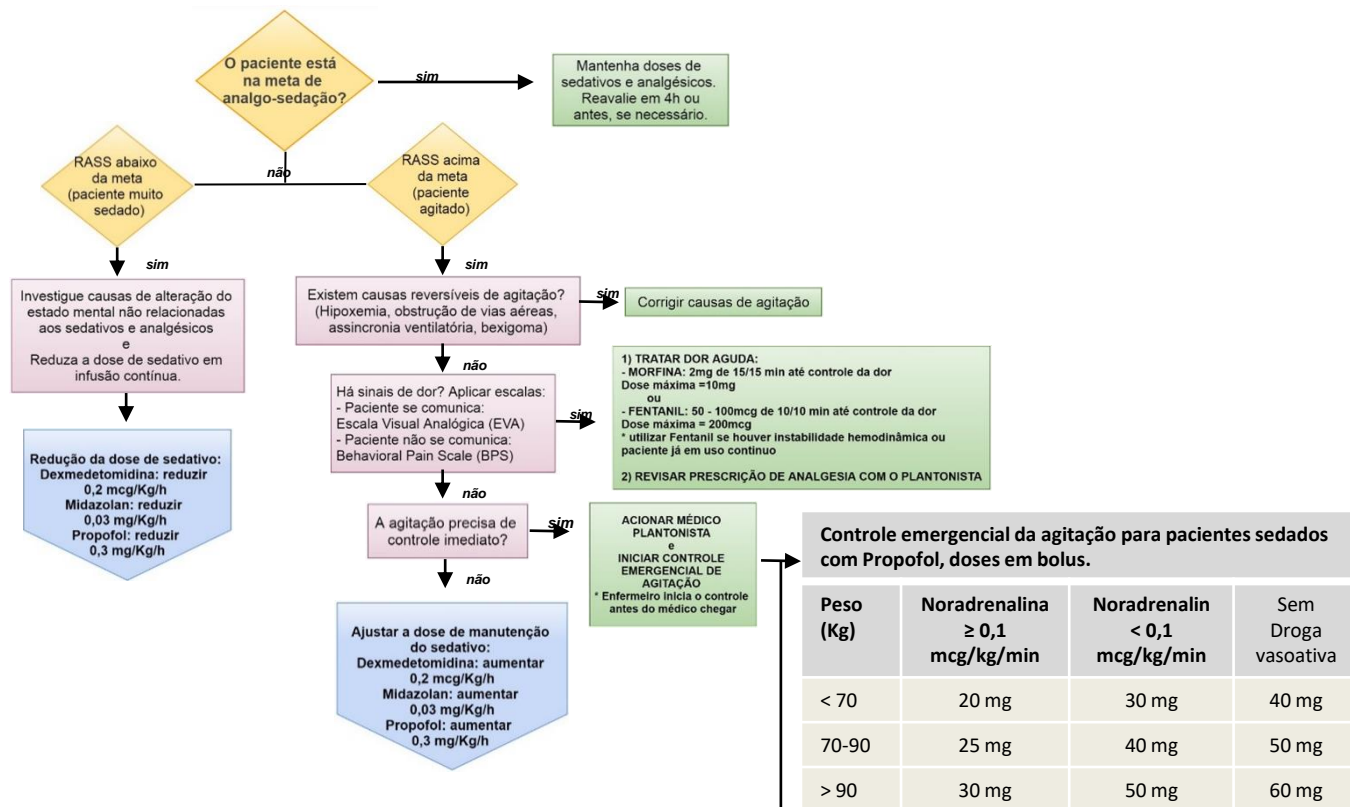 O paciente está
na meta de
analgo-sedação?
sim
Mantenha doses de
sedativos e analgésicos.
Reavalie em 4h ou
antes, se necessário.
não
RASS abaixo
da meta
(paciente muito
sedado)
RASS acima
da meta
(paciente
agitado)
sim
sim
Investigue causas de alteração do
estado mental não relacionadas
aos sedativos e analgésicos
e
Reduza a dose de sedativo em
infusão contínua.
Existem causas reversíveis de agitação?
(Hipoxemia, obstrução de vias aéreas,
assincronia ventilatória, bexigoma)
sim
Corrigir causas de agitação
não
Redução da dose de sedativo:
Dexmedetomidina: reduzir
0,2 mcg/Kg/h
Midazolan: reduzir
0,03 mg/Kg/h
Propofol: reduzir
0,3 mg/Kg/h
Há sinais de dor? Aplicar escalas:
- Paciente se comunica:
Escala Visual Analógica (EVA)
- Paciente não se comunica:
Behavioral Pain Scale (BPS)
sim
1) TRATAR DOR AGUDA:
- MORFINA: 2mg de 15/15 min até controle da dor
Dose máxima =10mg
ou
- FENTANIL: 50 - 100mcg de 10/10 min até controle da dor
Dose máxima = 200mcg
* utilizar Fentanil se houver instabilidade hemodinâmica ou
paciente já em uso continuo
2) REVISAR PRESCRIÇÃO DE ANALGESIA COM O PLANTONISTA
não
A agitação precisa de
controle imediato?
sim
ACIONAR MÉDICO
PLANTONISTA
e
INICIAR CONTROLE
EMERGENCIAL DE
AGITAÇÃO
* Enfermeiro inicia o controle
antes do médico chegar
não
Ajustar a dose de manutenção
do sedativo:
Dexmedetomidina: aumentar
0,2 mcg/Kg/h
Midazolan: aumentar
0,03 mg/Kg/h
Propofol: aumentar
0,3 mg/Kg/h
Controle emergencial da agitação para pacientes sedados
com Propofol, doses em bolus.
Peso (Kg) Noradrenalina ≥ 0,1 mcg/kg/min Noradrenalin < 0,1 mcg/kg/min Sem Droga vasoativa
< 70 20 mg 30 mg 40 mg
70-90 25 mg 40 mg 50 mg
> 90 30 mg 50 mg 60 mg